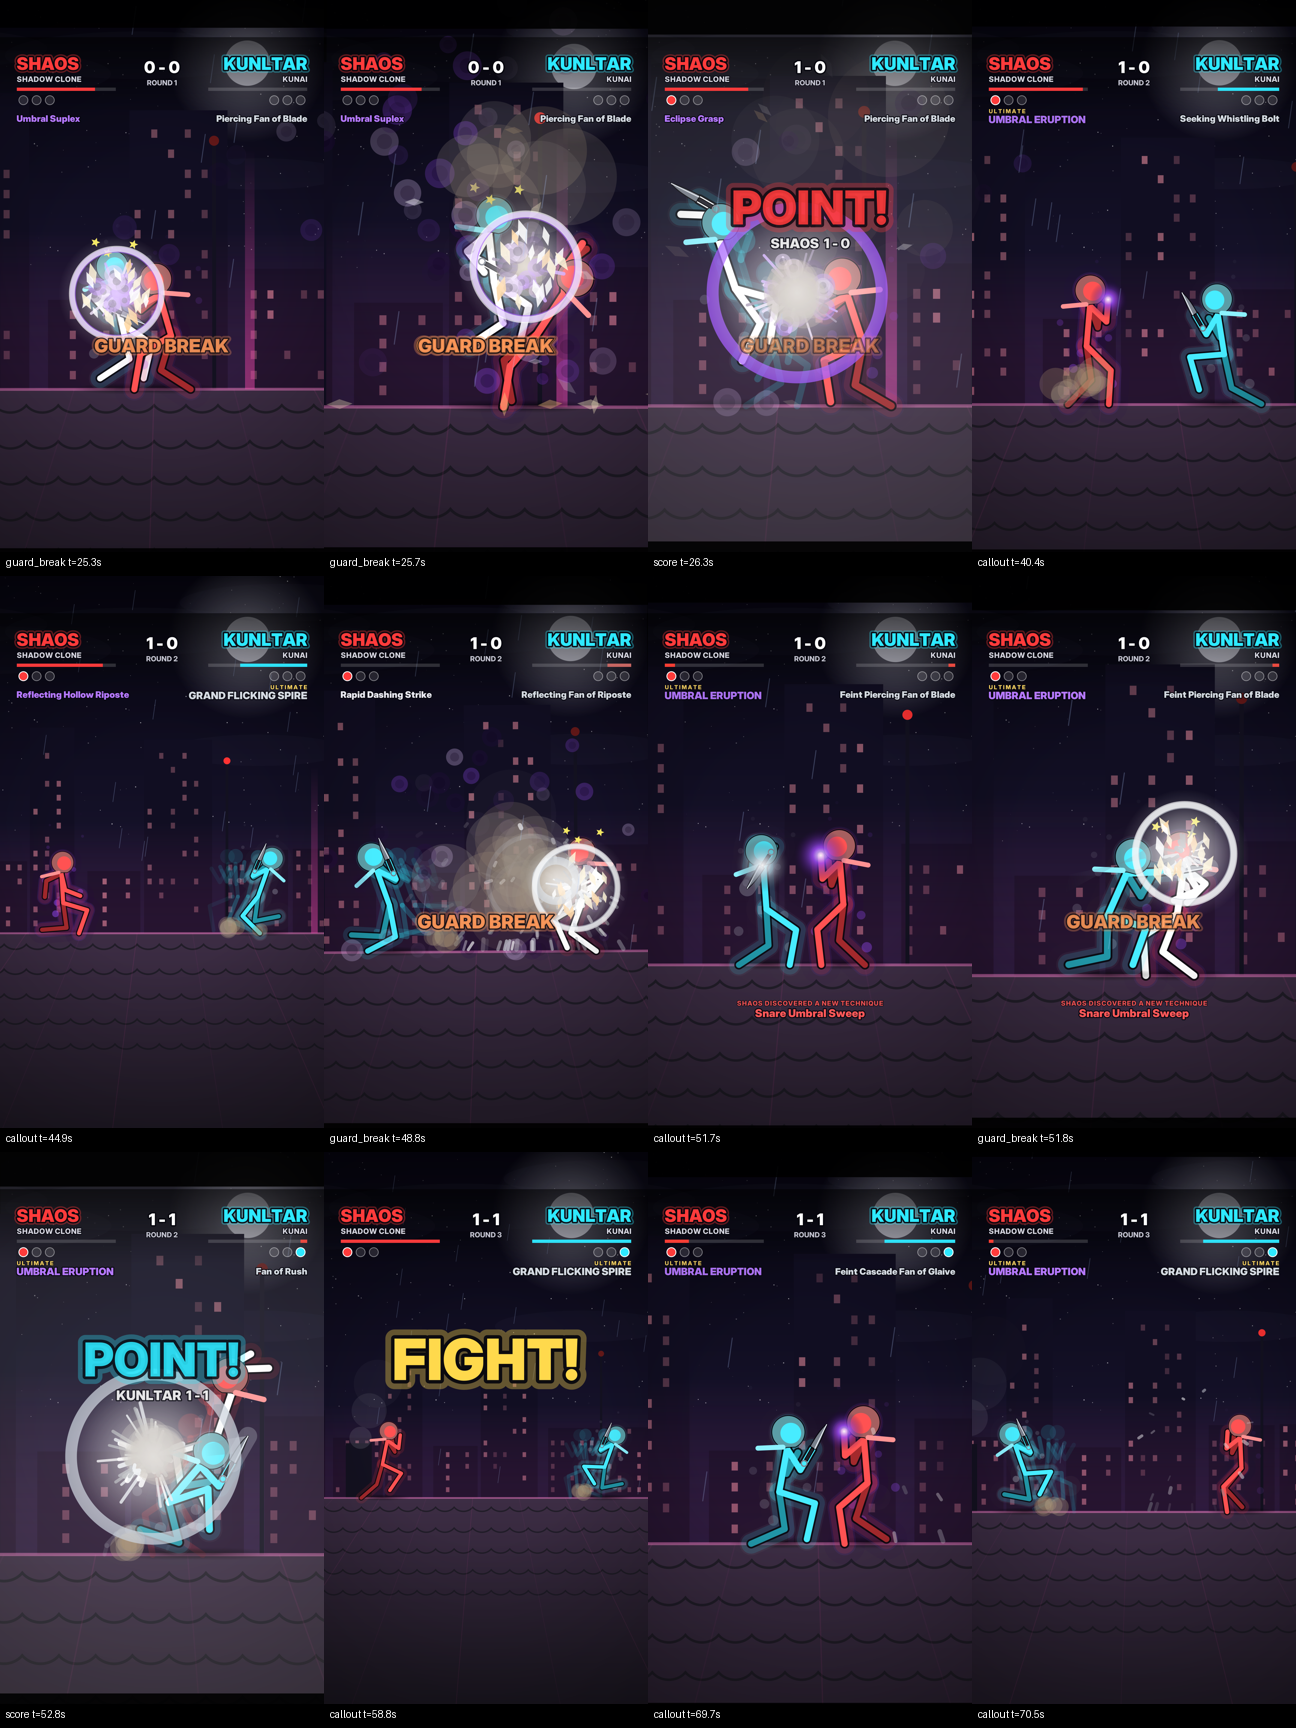 SHAOS
SHADOW CLONE
0-0
ROUND 1
KUNLTAR
KUNAI
Umbral Suplex
Piercing Fan of Blade
GUARD BREAK
guard_break t=25.3s
SHAOS
SHADOW CLONE
0-0
ROUND 1
KUNLTAR
KUNAI
Umbral Suplex
Piercing Fan of Blade
GUARD BREAK
guard_break t=25.7s
SHAOS
SHADOW CLONE
1-0
ROUND 1
KUNLTAR
KUNAI
Eclipse Grasp
Piercing Fan of Blade
POINT!
SHAOS 1-0
GUARD BREAK
score t=26.3s
SHAOS
SHADOW CLONE
1-0
ROUND 2
KUNLTAR
KUNAI
ULTIMATE
UMBRAL ERUPTION
Seeking Whistling Bolt
callout t=40.4s
SHAOS
SHADOW CLONE
1-0
ROUND 2
KUNLTAR
KUNAI
Reflecting Hollow Riposte
ULTIMATE
GRAND FLICKING SPIRE
callout t=44.9s
SHAOS
SHADOW CLONE
1-0
ROUND 2
KUNLTAR
KUNAI
Rapid Dashing Strike
Reflecting Fan of Riposte
GUARD BREAK
guard_break t=48.8s
SHAOS
SHADOW CLONE
1-0
ROUND 2
KUNLTAR
KUNAI
ULTIMATE
UMBRAL ERUPTION
Feint Piercing Fan of Blade
SHAOS DISCOVERED A NEW TECHNIQUE
Snare Umbral Sweep
callout t=51.7s
SHAOS
SHADOW CLONE
1-0
ROUND 2
KUNLTAR
KUNAI
ULTIMATE
UMBRAL ERUPTION
Feint Piercing Fan of Blade
GUARD BREAK
SHAOS DISCOVERED A NEW TECHNIQUE
Snare Umbral Sweep
guard_break t=51.8s
SHAOS
SHADOW CLONE
1-1
ROUND 2
KUNLTAR
KUNAI
ULTIMATE
UMBRAL ERUPTION
Fan of Rush
POINT!
KUNLTAR 1-1
score t=52.8s
SHAOS
SHADOW CLONE
1-1
ROUND 3
KUNLTAR
KUNAI
ULTIMATE
GRAND FLICKING SPIRE
FIGHT!
callout t=58.8s
SHAOS
SHADOW CLONE
1-1
ROUND 3
KUNLTAR
KUNAI
ULTIMATE
UMBRAL ERUPTION
Feint Cascade Fan of Glaive
callout t=69.7s
SHAOS
SHADOW CLONE
1-1
ROUND 3
KUNLTAR
KUNAI
ULTIMATE
UMBRAL ERUPTION
ULTIMATE
GRAND FLICKING SPIRE
callout t=70.5s